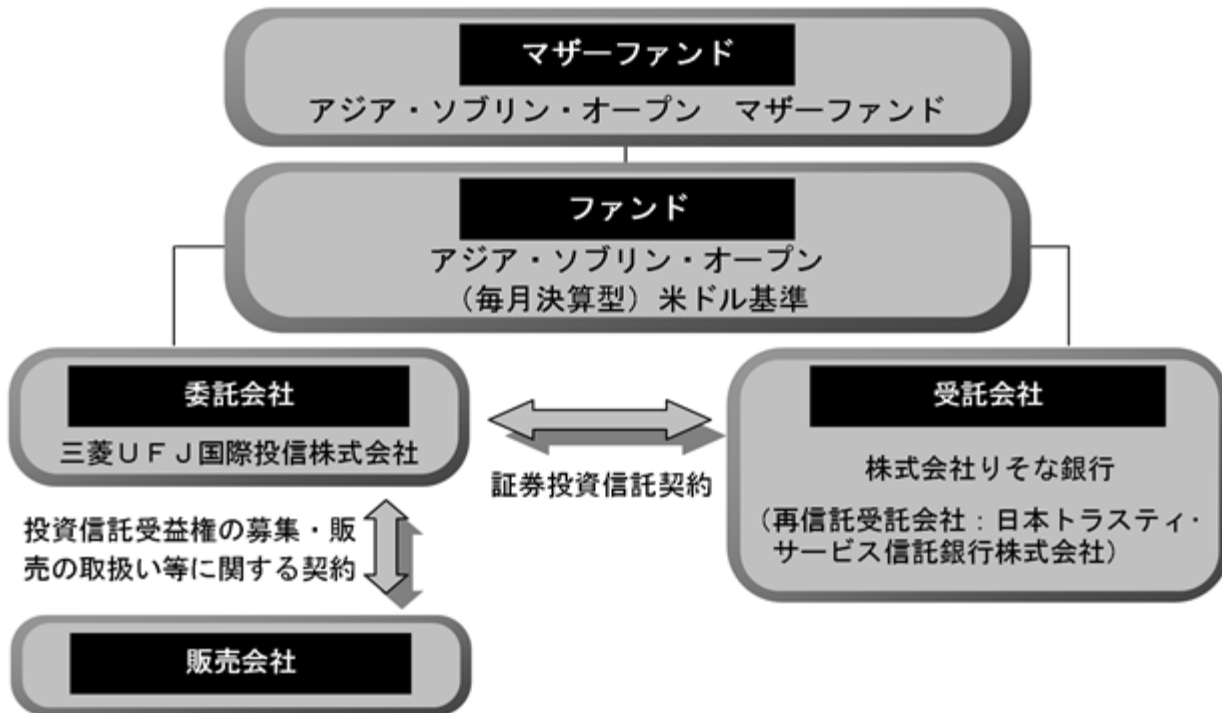 マザーファンド
アジア・ソブリン・オープン　マザーファンド
ファンド
アジア・ソブリン・オープン
（毎月決算型）米ドル基準
委託会社
三菱ＵＦＪ国際投信株式会社
証券投資信託契約
受託会社
株式会社りそな銀行
（再信託受託会社：日本トラスティ・
サービス信託銀行株式会社）
投資信託受益権の募集・販
売の取扱い等に関する契約
販売会社